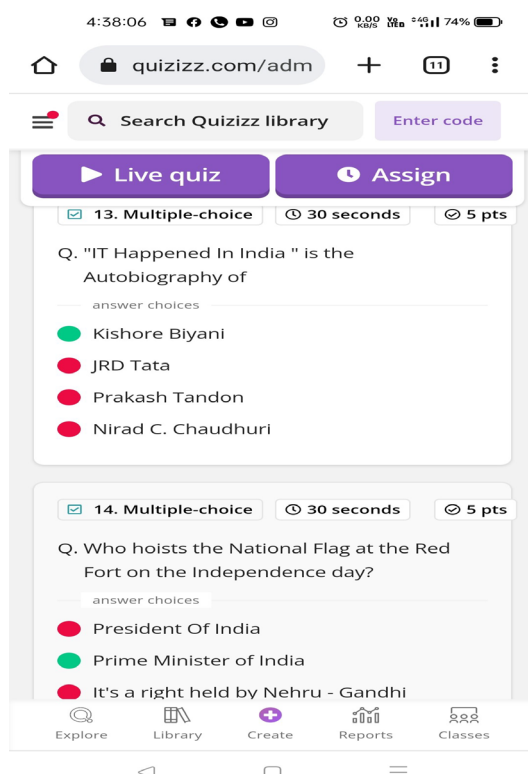 4:38:06
0.00 KB/S
Vo LTED
4G
74%
quizizz.com/adm
11
Search Quizizz library
Enter code
Live quiz
Assign
13. Multiple-choice
30 seconds
5 pts
Q. "IT Happened In India " is the
Autobiography of
answer choices
Kishore Biyani
JRD Tata
Prakash Tandon
Nirad C. Chaudhuri
14. Multiple-choice
30 seconds
5 pts
Q. Who hoists the National Flag at the Red
Fort on the Independence day?
answer choices
President Of India
Prime Minister of India
It's a right held by Nehru - Gandhi
Explore
Library
Create
Reports
Classes